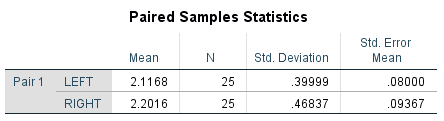 Paired Samples Statistics
Mean N Std. Deviation Std. Error Mean
Pair 1 LEFT 2.1168 25 .39999 .08000
RIGHT 2.2016 25 .46837 .09367